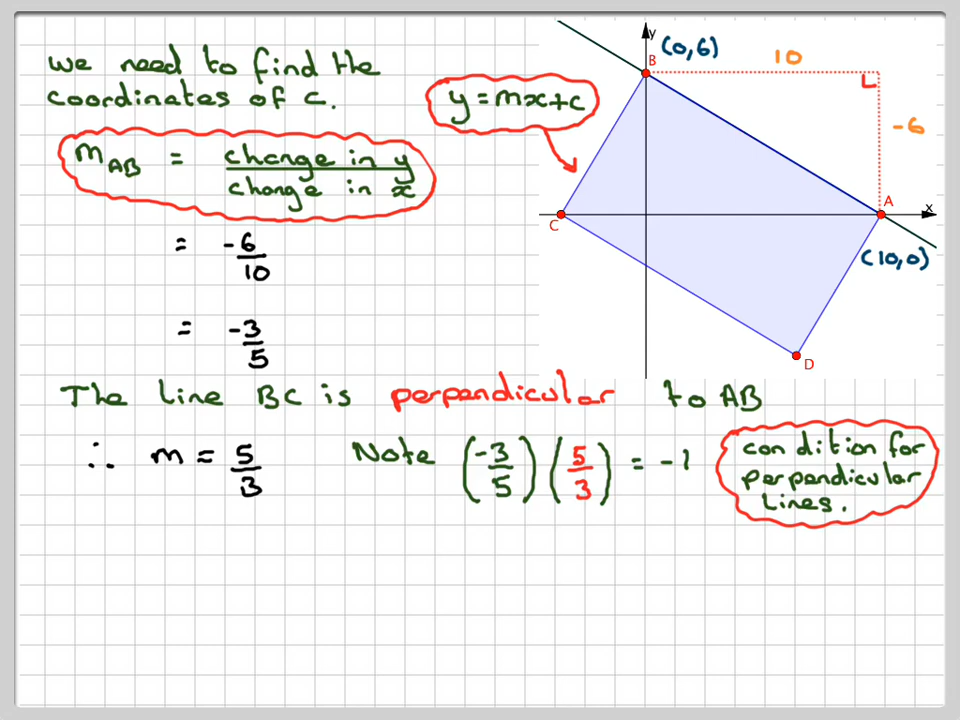 we need to find the
coordinates of C.
y = mx+c
m_AB = change in y / change in x
= -6/10
= -3/5
The Line BC is perpendicular to AB
∴ m = 5/3 Note (-3/5)(5/3) = -1
condition for
perpendicular
Lines.
y
(0,6)
B
10
-6
A
x
(10,0)
C
D